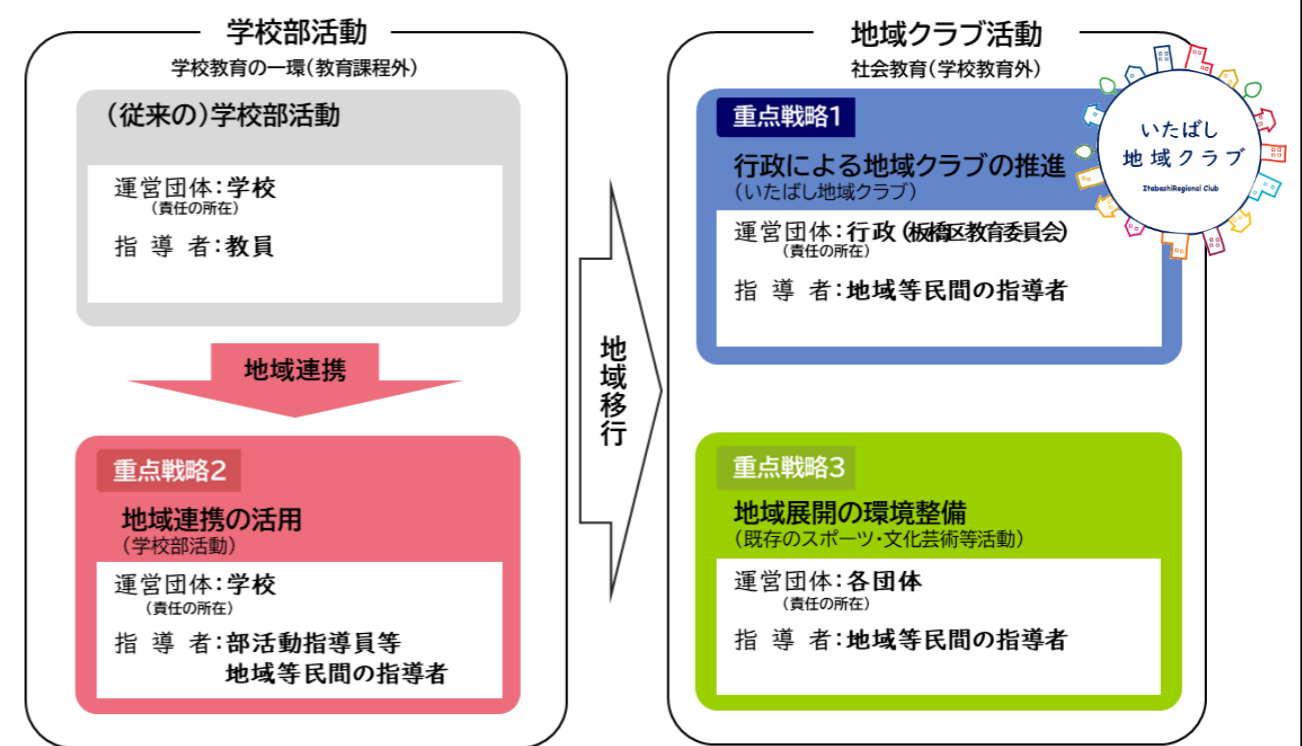 学校部活動
学校教育の一環(教育課程外)
(従来の)学校部活動
運営団体:学校
(責任の所在)
指導者:教員
地域連携
重点戦略2
地域連携の活用
(学校部活動)
運営団体:学校
(責任の所在)
指導者:部活動指導員等
地域等民間の指導者
地域移行
地域クラブ活動
社会教育(学校教育外)
重点戦略1
行政による地域クラブの推進
(いたばし地域クラブ)
運営団体:行政(板橋区教育委員会)
(責任の所在)
指導者:地域等民間の指導者
いたばし
地域クラブ
ItabashiRegional Club
重点戦略3
地域展開の環境整備
(既存のスポーツ・文化芸術等活動)
運営団体:各団体
(責任の所在)
指導者:地域等民間の指導者